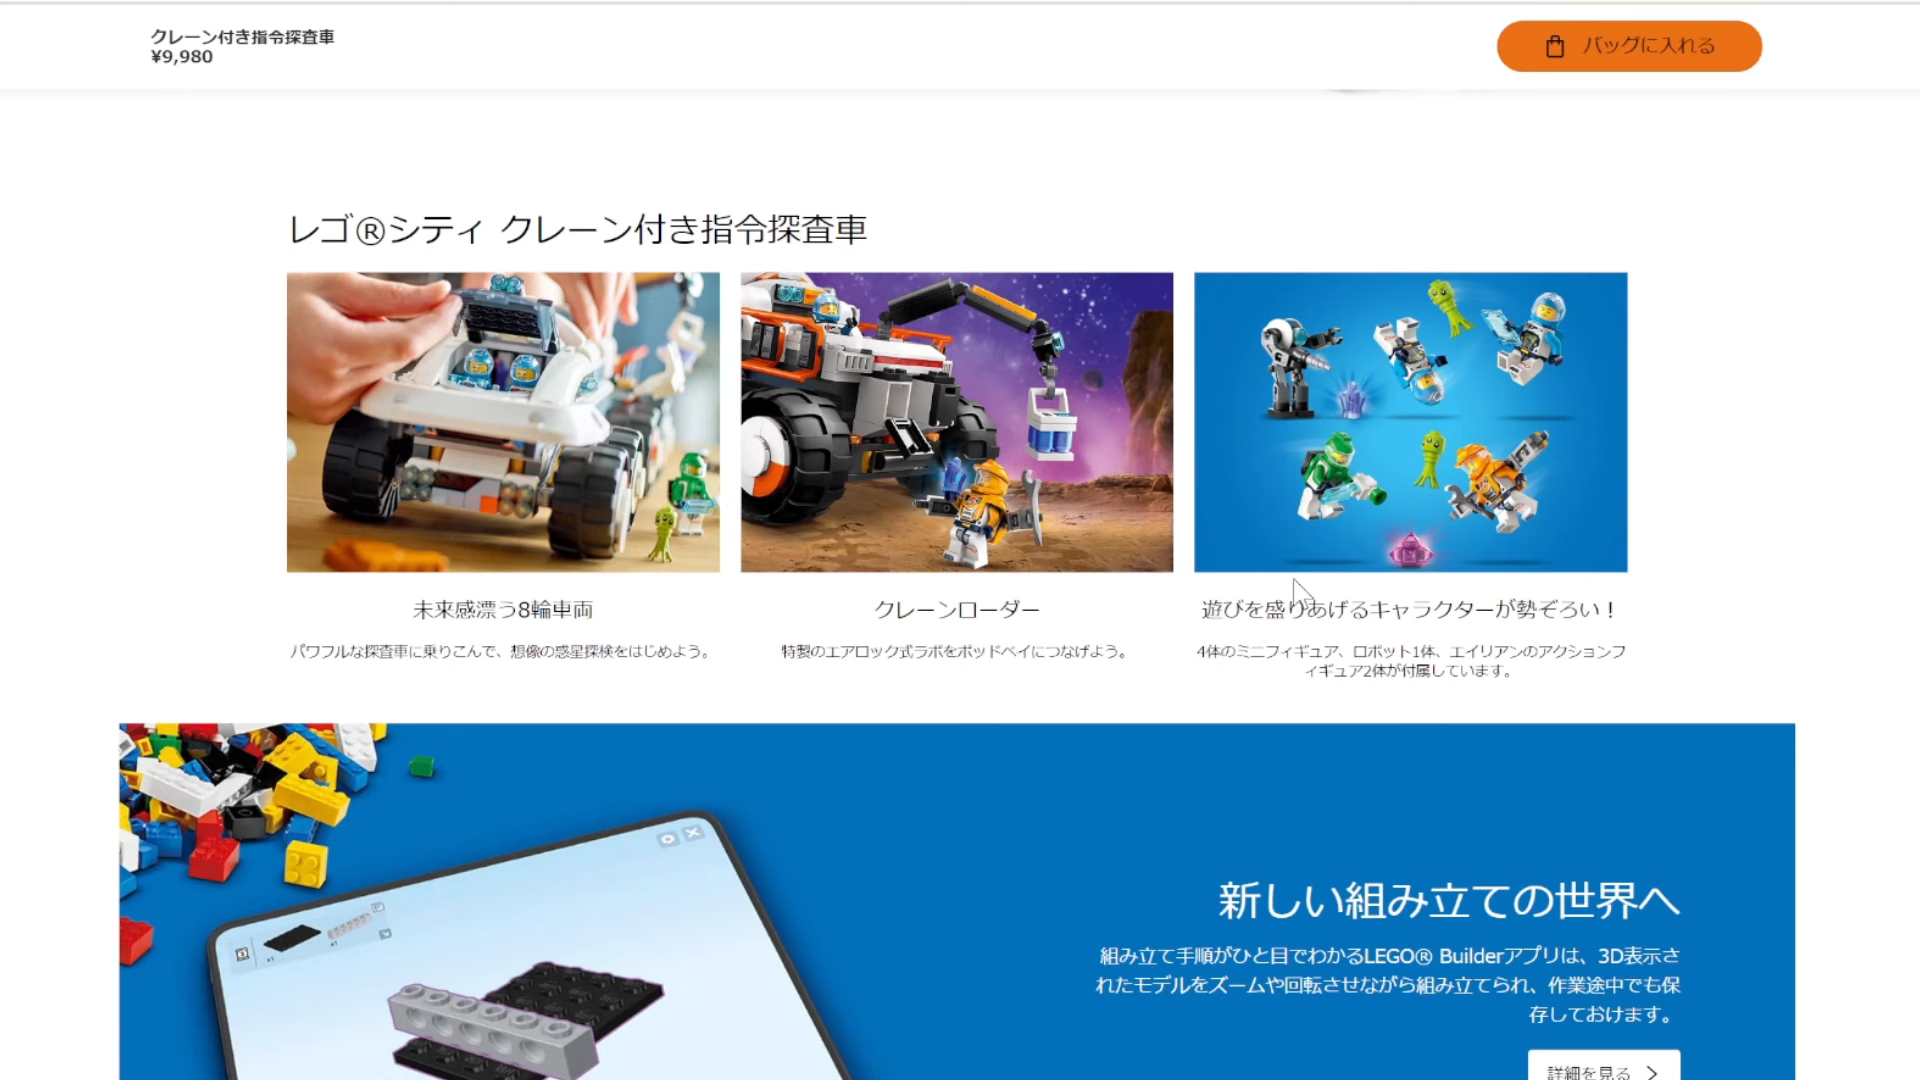 クレーン付き指令探査車
¥9,980
バッグに入れる
レゴ®シティ クレーン付き指令探査車
未来感漂う8輪車両
パワフルな探査車に乗りこんで、想像の惑星探検をはじめよう。
クレーンローダー
特製のエアロック式ラボをポッドベイにつなげよう。
遊びを盛りあげるキャラクターが勢ぞろい！
4体のミニフィギュア、ロボット1体、エイリアンのアクションフ
ィギュア2体が付属しています。
新しい組み立ての世界へ
組み立て手順がひと目でわかるLEGO® Builderアプリは、3D表示さ
れたモデルをズームや回転させながら組み立てられ、作業途中でも保
存しておけます。
詳細を見る